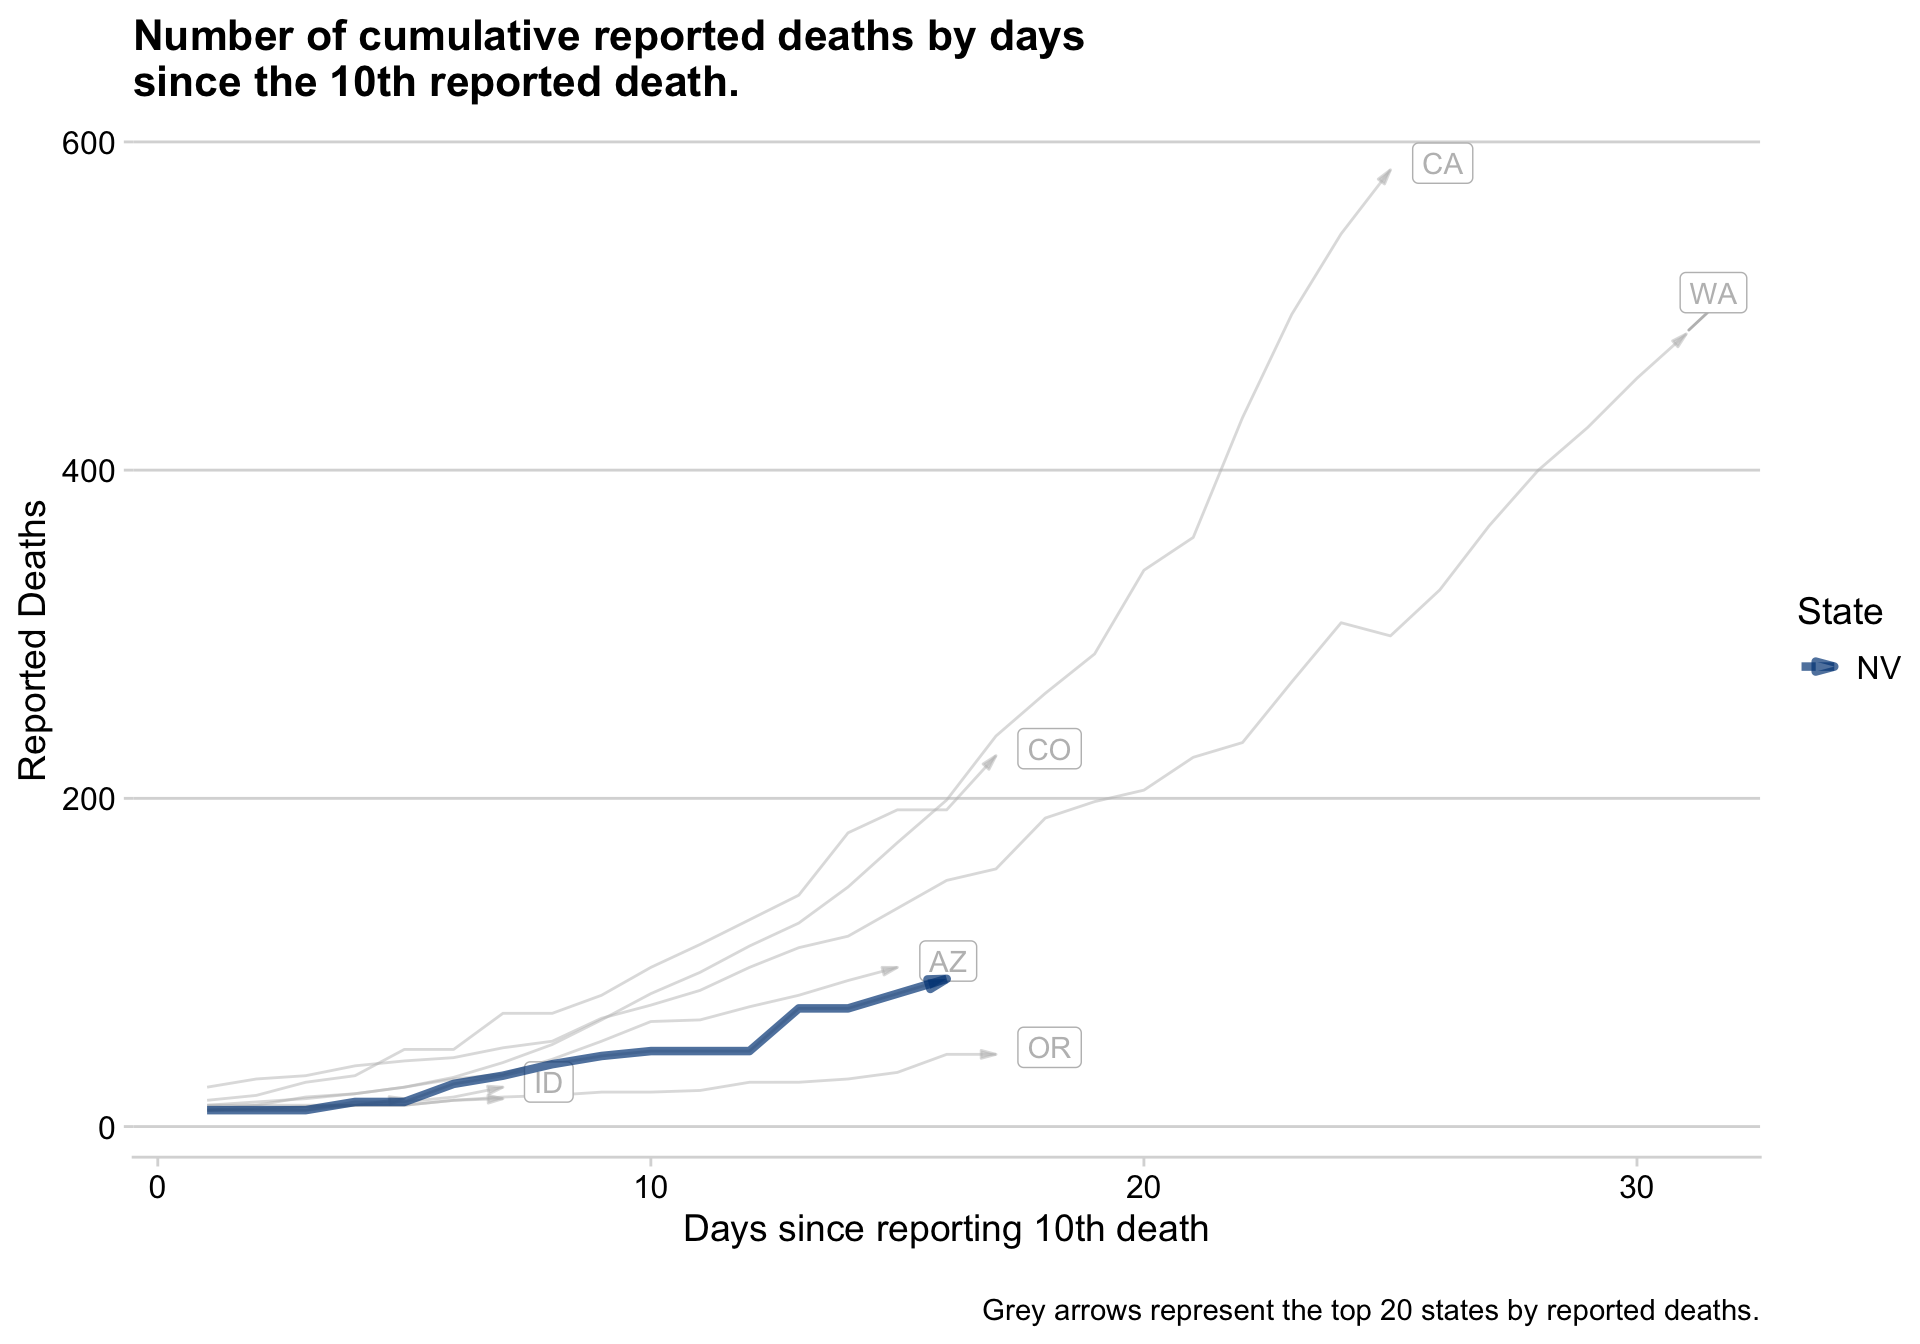 Number of cumulative reported deaths by days
since the 10th reported death.
600
400
200
0
Reported Deaths
CA
WA
CO
AZ
OR
ID
State
NV
0 10 20 30
Days since reporting 10th death
Grey arrows represent the top 20 states by reported deaths.